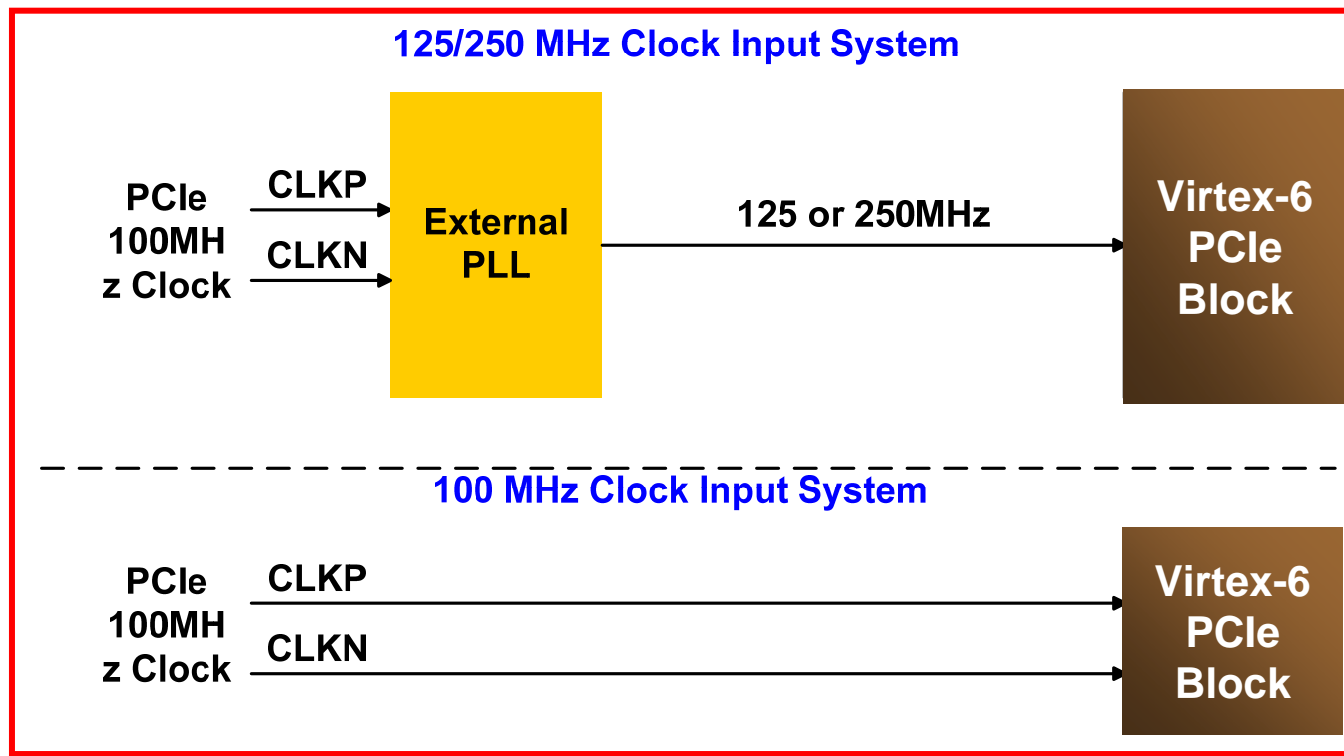 125/250 MHz Clock Input System
PCIe
100MH
z Clock
CLKP
CLKN
External
PLL
125 or 250MHz
Virtex-6
PCIe
Block
100 MHz Clock Input System
PCIe
100MH
z Clock
CLKP
CLKN
Virtex-6
PCIe
Block